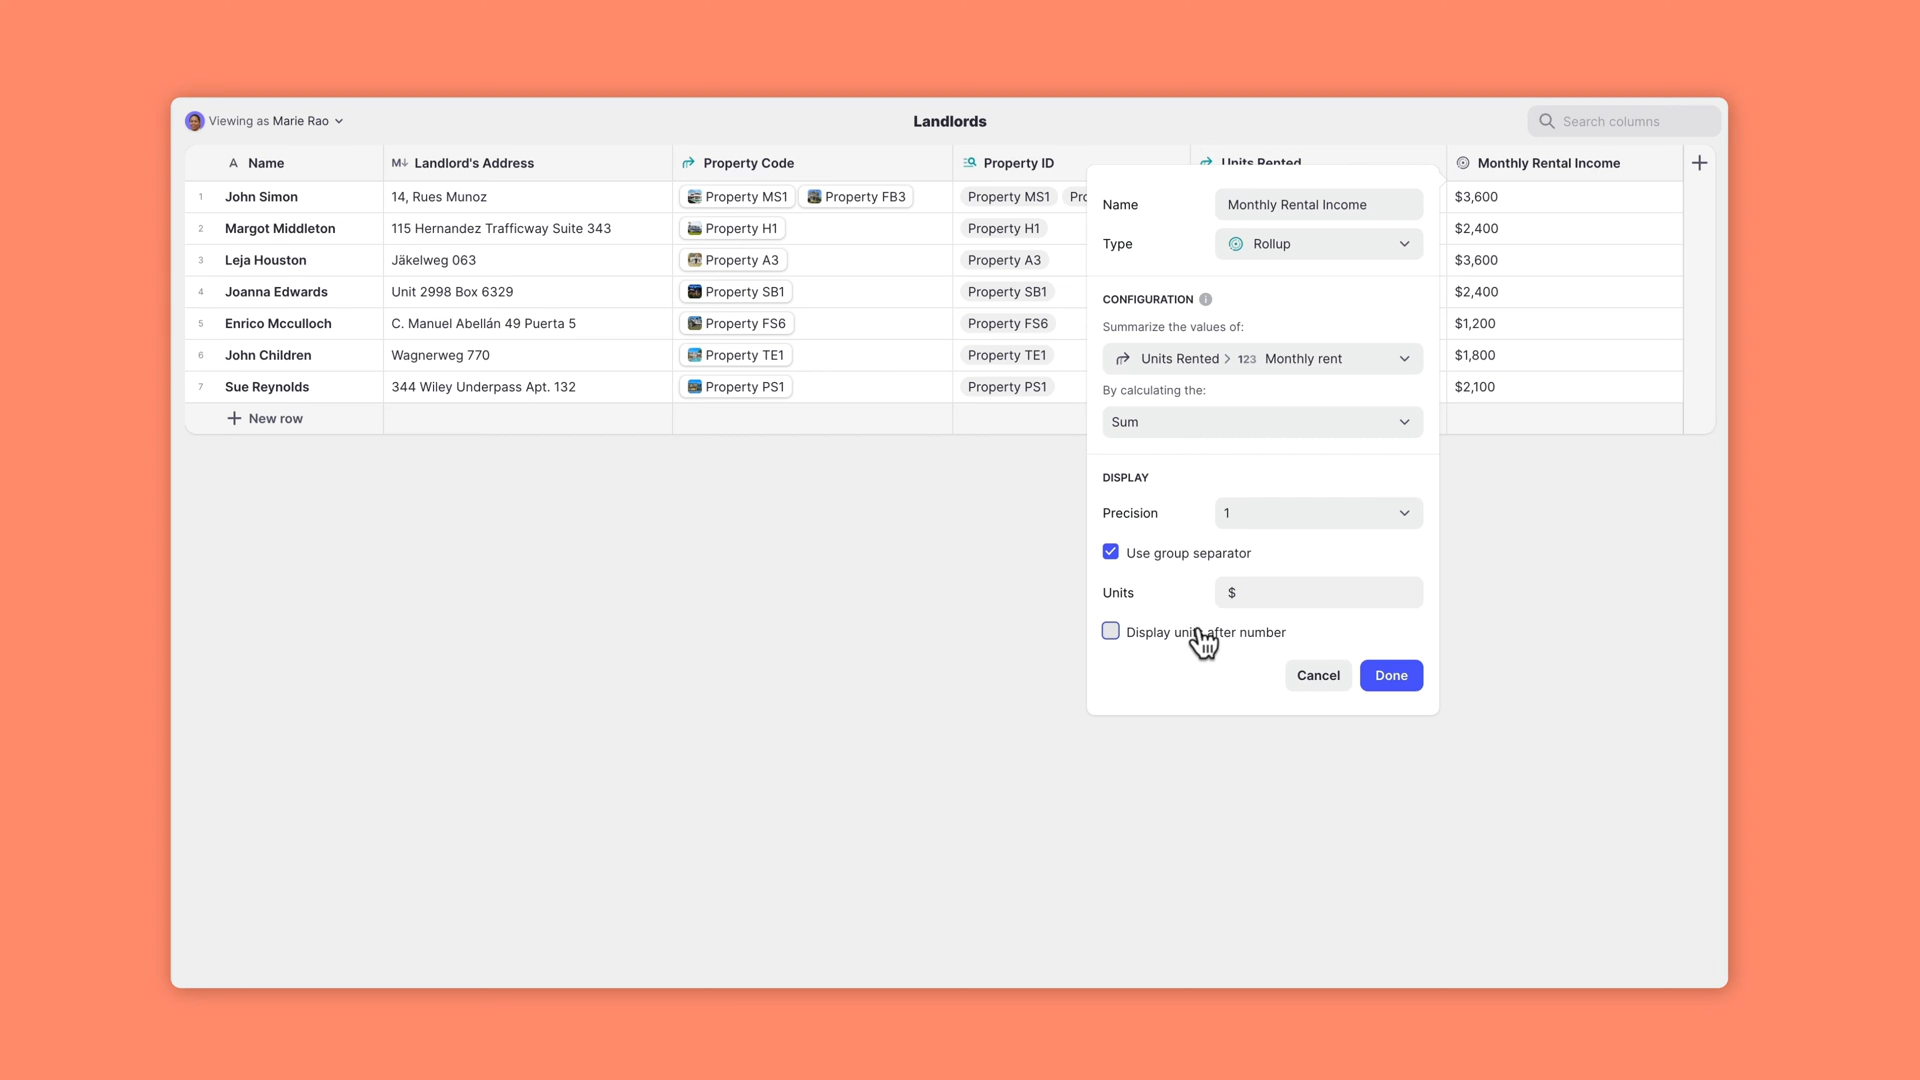 Viewing as Marie Rao
Landlords
Search columns
A Name
M↓ Landlord's Address
Property Code
Property ID
Units Rented
Monthly Rental Income
1 John Simon 14, Rues Munoz Property MS1 Property FB3 Property MS1 Pro $3,600
2 Margot Middleton 115 Hernandez Trafficway Suite 343 Property H1 Property H1 $2,400
3 Leja Houston Jäkelweg 063 Property A3 Property A3 $3,600
4 Joanna Edwards Unit 2998 Box 6329 Property SB1 Property SB1 $2,400
5 Enrico Mcculloch C. Manuel Abellán 49 Puerta 5 Property FS6 Property FS6 $1,200
6 John Children Wagnerweg 770 Property TE1 Property TE1 $1,800
7 Sue Reynolds 344 Wiley Underpass Apt. 132 Property PS1 Property PS1 $2,100
New row
Name Monthly Rental Income
Type Rollup
CONFIGURATION
Summarize the values of:
Units Rented > 123 Monthly rent
By calculating the:
Sum
DISPLAY
Precision 1
Use group separator
Units $
Display units after number
Cancel Done